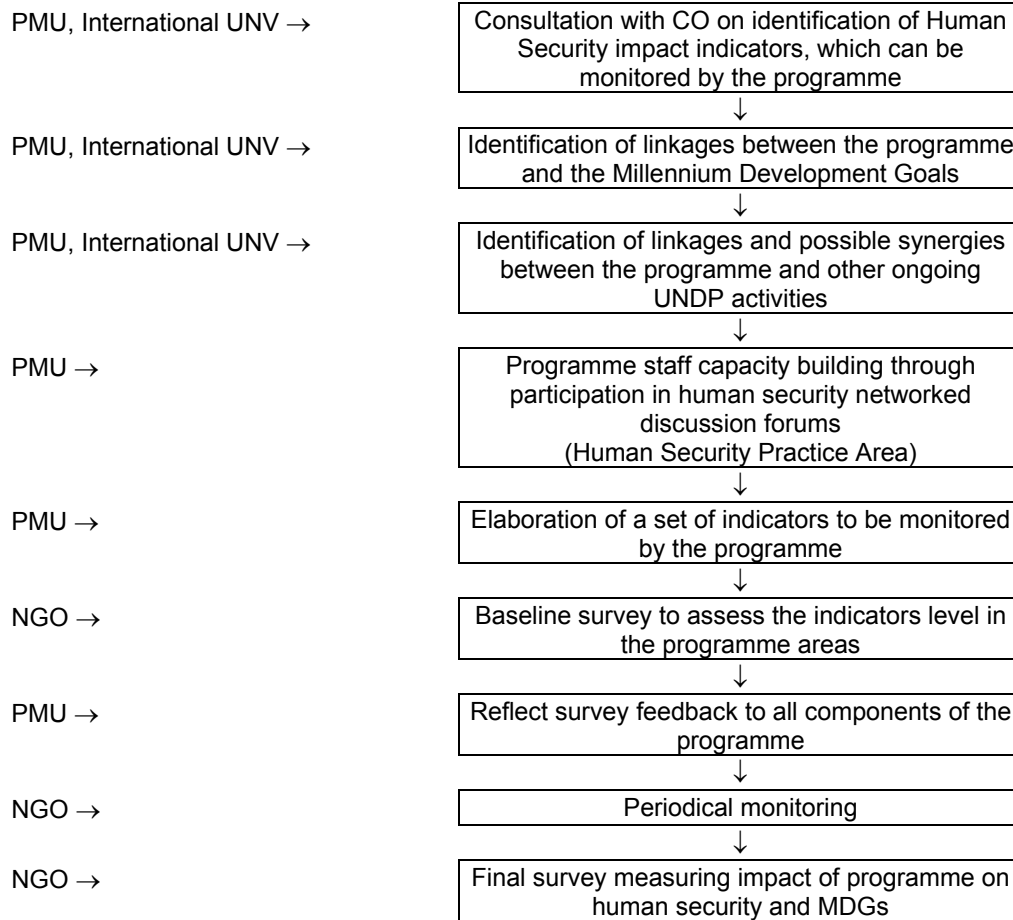 PMU, International UNV →
Consultation with CO on identification of Human
Security impact indicators, which can be
monitored by the programme
↓
PMU, International UNV →
Identification of linkages between the programme
and the Millennium Development Goals
↓
PMU, International UNV →
Identification of linkages and possible synergies
between the programme and other ongoing
UNDP activities
↓
PMU →
Programme staff capacity building through
participation in human security networked
discussion forums
(Human Security Practice Area)
↓
PMU →
Elaboration of a set of indicators to be monitored
by the programme
↓
NGO →
Baseline survey to assess the indicators level in
the programme areas
↓
PMU →
Reflect survey feedback to all components of the
programme
↓
NGO →
Periodical monitoring
↓
NGO →
Final survey measuring impact of programme on
human security and MDGs